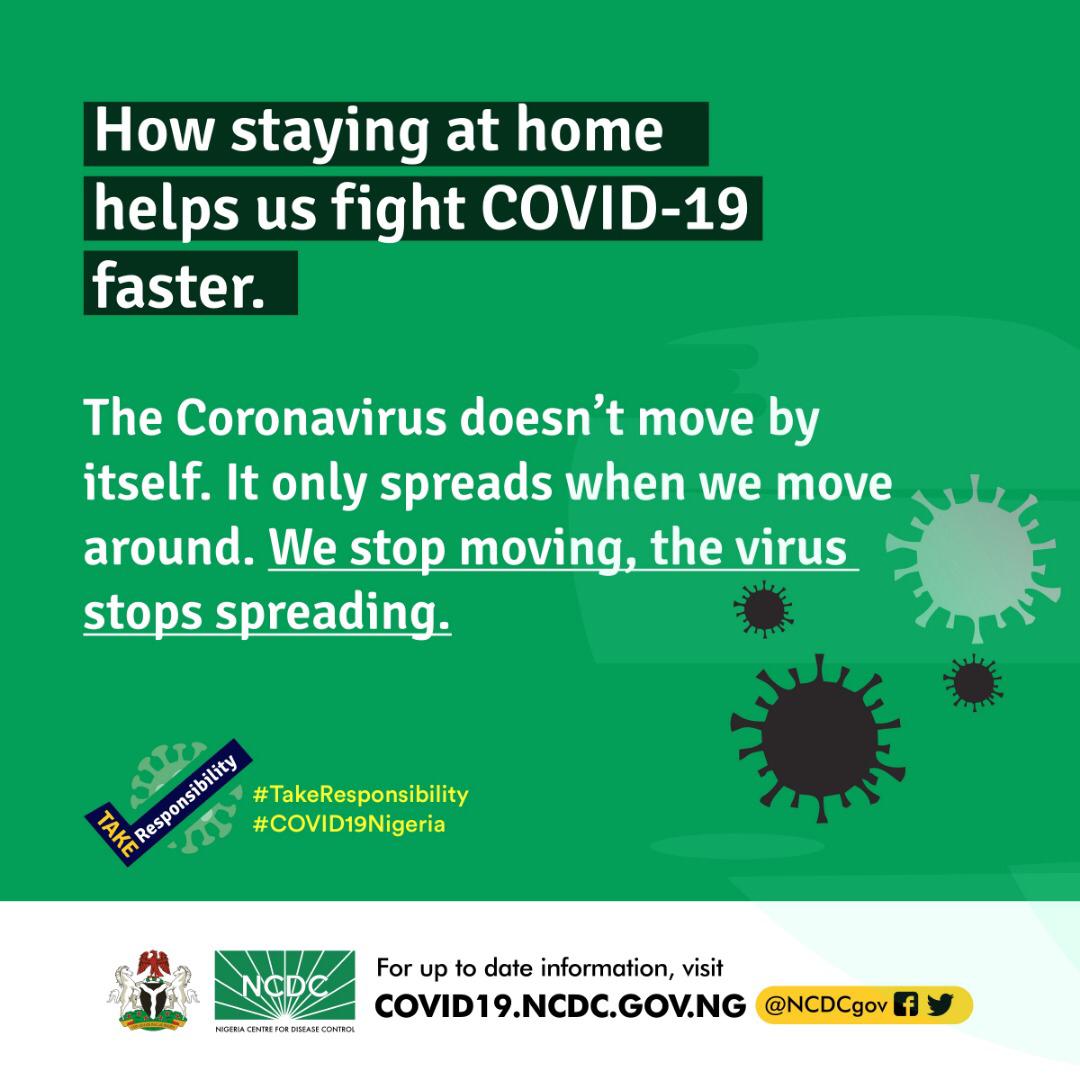 How staying at home
helps us fight COVID-19
faster.
The Coronavirus doesn’t move by
itself. It only spreads when we move
around. We stop moving, the virus
stops spreading.
TAKE Responsibility
#TakeResponsibility
#COVID19Nigeria
NCDC
NIGERIA CENTRE FOR DISEASE CONTROL
For up to date information, visit
COVID19.NCDC.GOV.NG
@NCDCgov